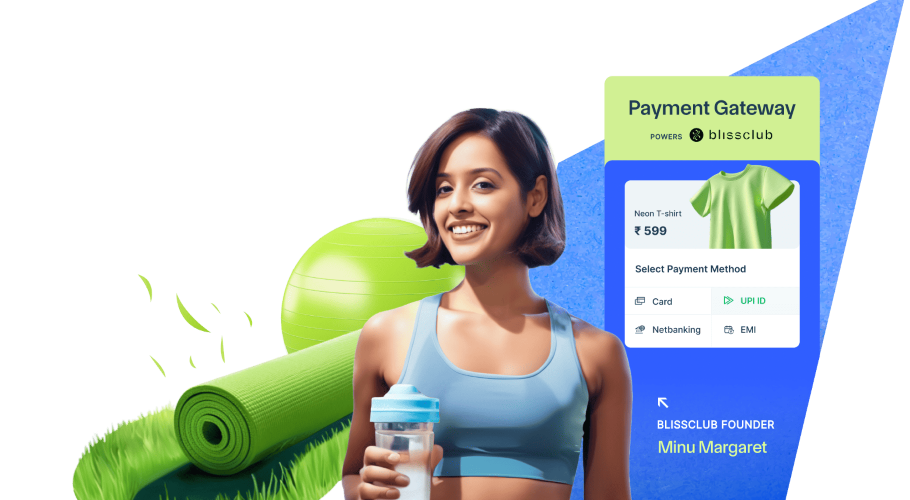 Payment Gateway
POWERS blissclub
Neon T-shirt
₹ 599
Select Payment Method
Card
UPI ID
Netbanking
EMI
BLISSCLUB FOUNDER
Minu Margaret